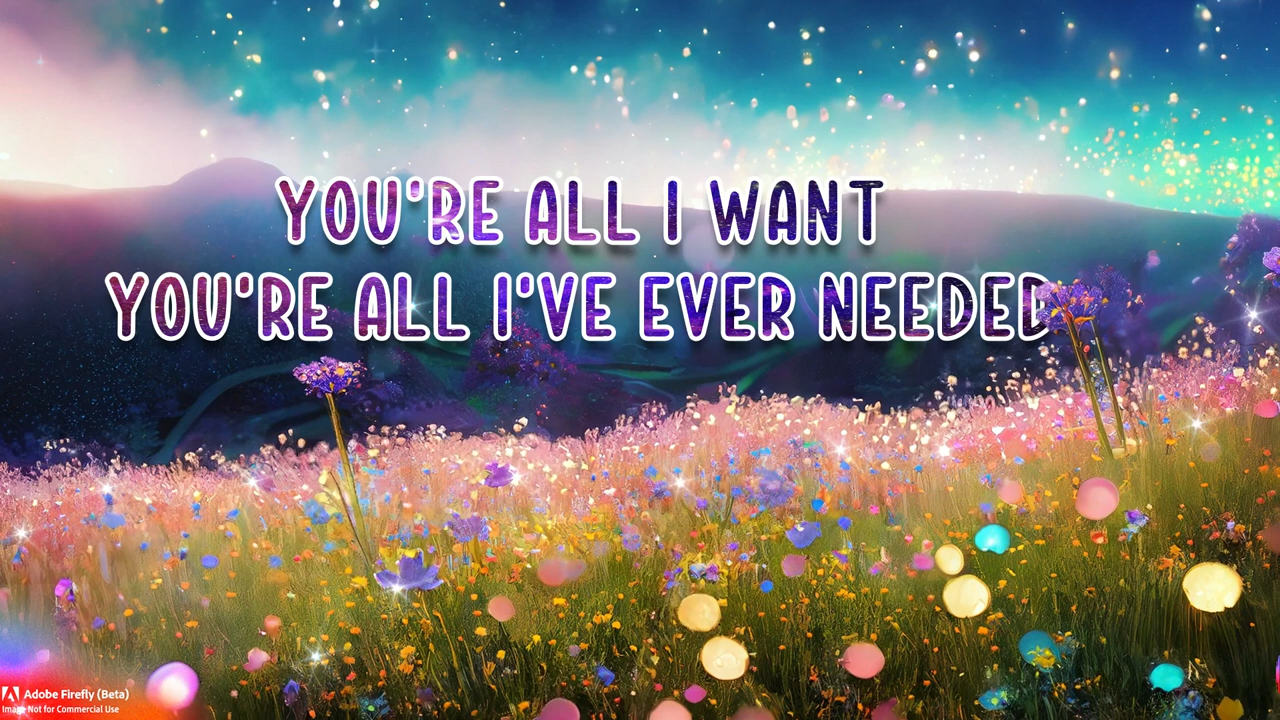 YOU'RE ALL I WANT
YOU'RE ALL I'VE EVER NEEDED
Adobe Firefly (Beta)
Image Not for Commercial Use